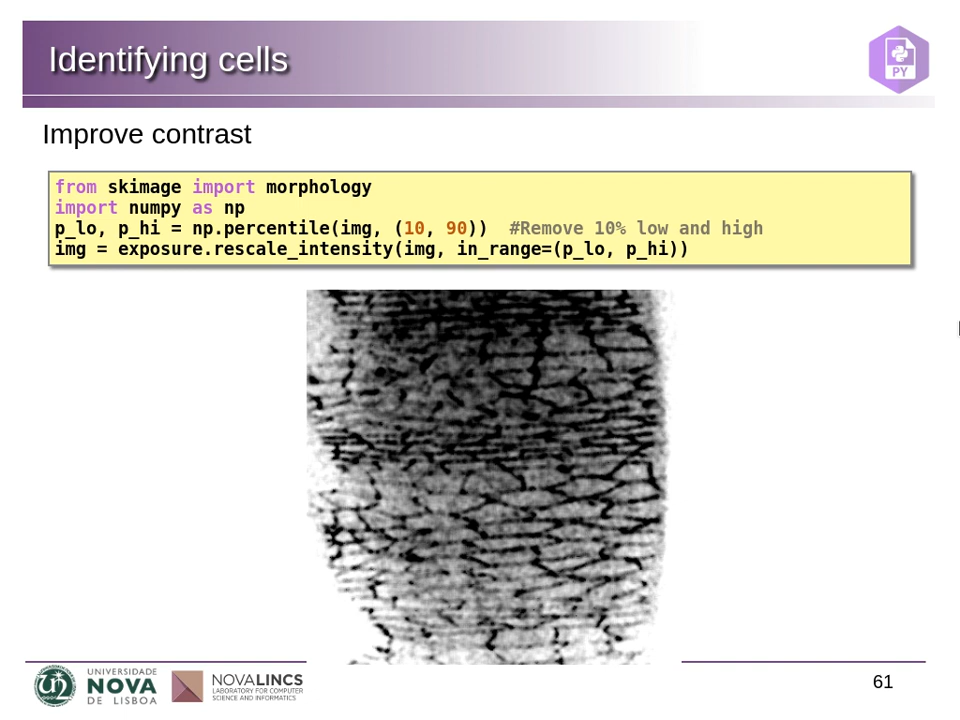 Identifying cells
PY
Improve contrast
from skimage import morphology
import numpy as np
p_lo, p_hi = np.percentile(img, (10, 90))  #Remove 10% low and high
img = exposure.rescale_intensity(img, in_range=(p_lo, p_hi))
UNIVERSIDADE
NOVA
DE LISBOA
NOVALINCS
LABORATORY FOR COMPUTER
SCIENCE AND INFORMATICS
61